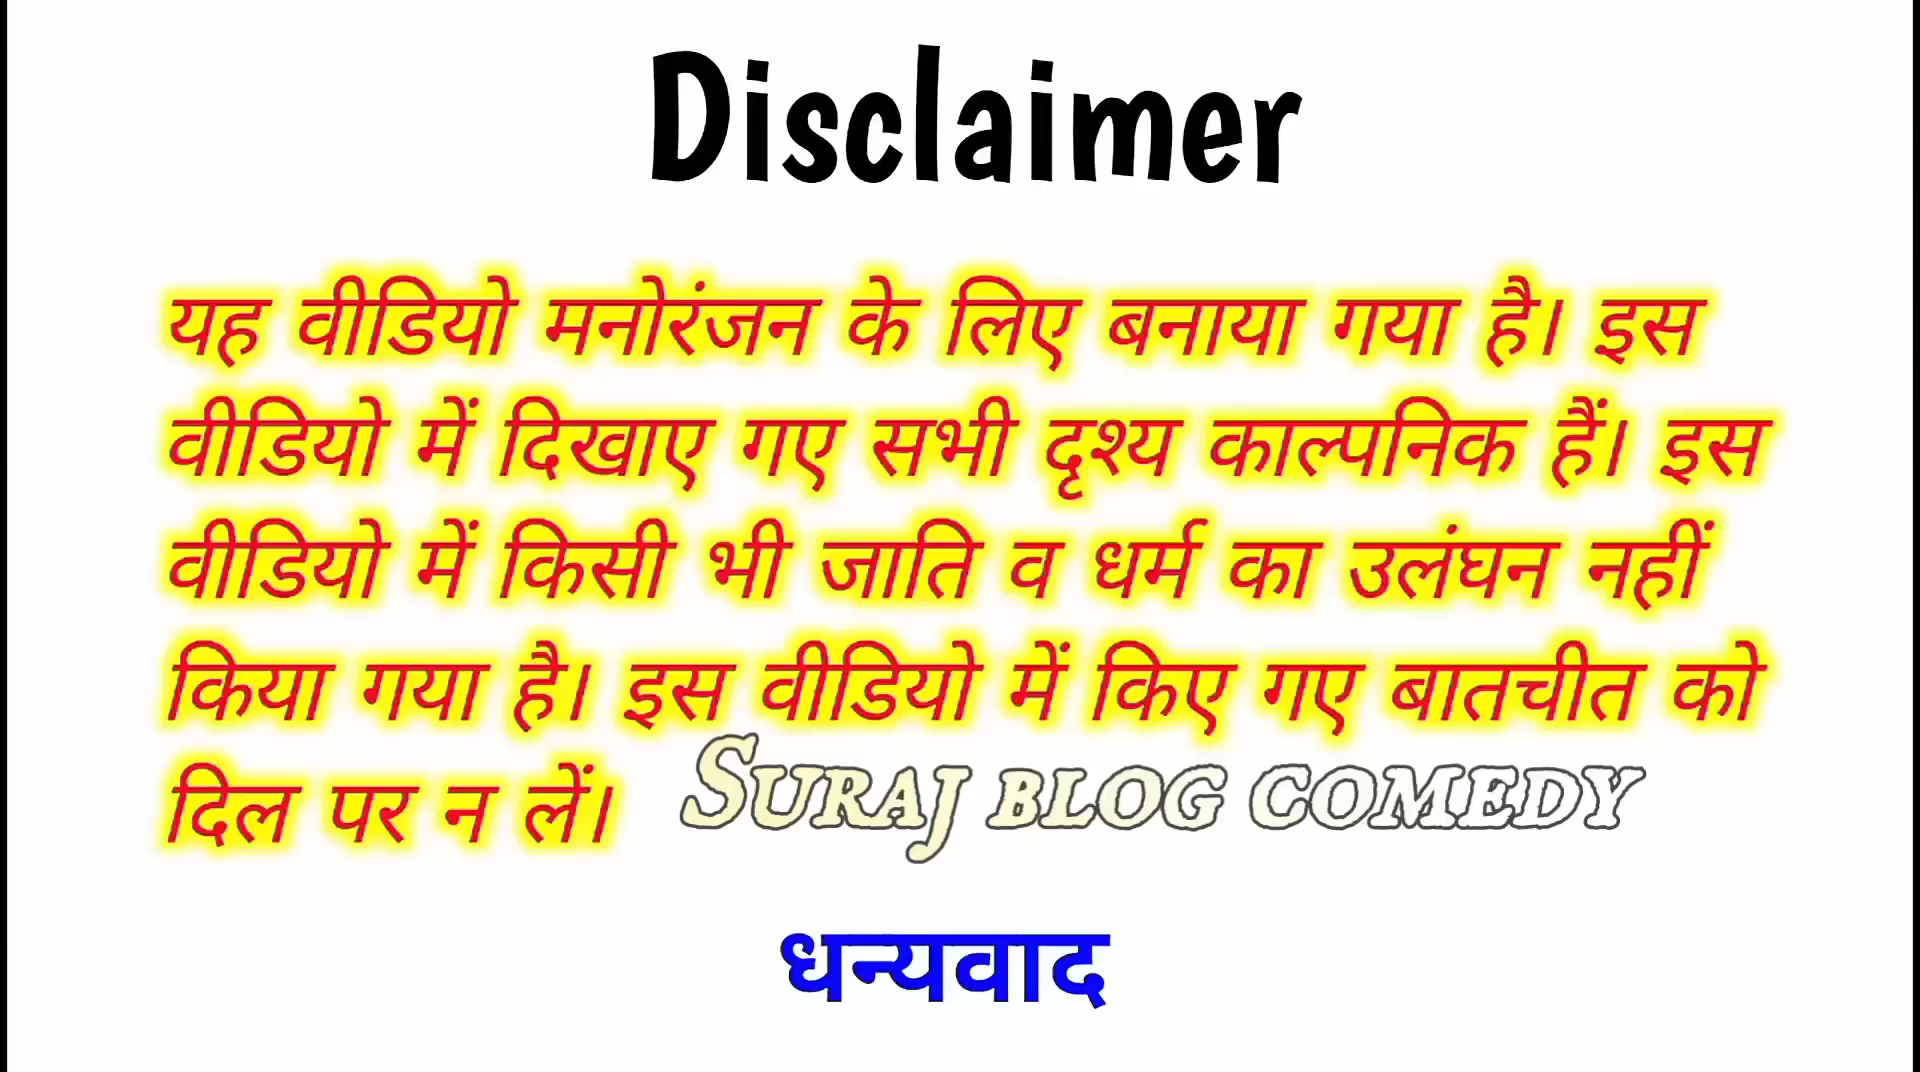 Disclaimer
यह वीडियो मनोरंजन के लिए बनाया गया है। इस
वीडियो में दिखाए गए सभी दृश्य काल्पनिक हैं। इस
वीडियो में किसी भी जाति व धर्म का उलंघन नहीं
किया गया है। इस वीडियो में किए गए बातचीत को
दिल पर न लें।
SURAJ BLOG COMEDY
धन्यवाद